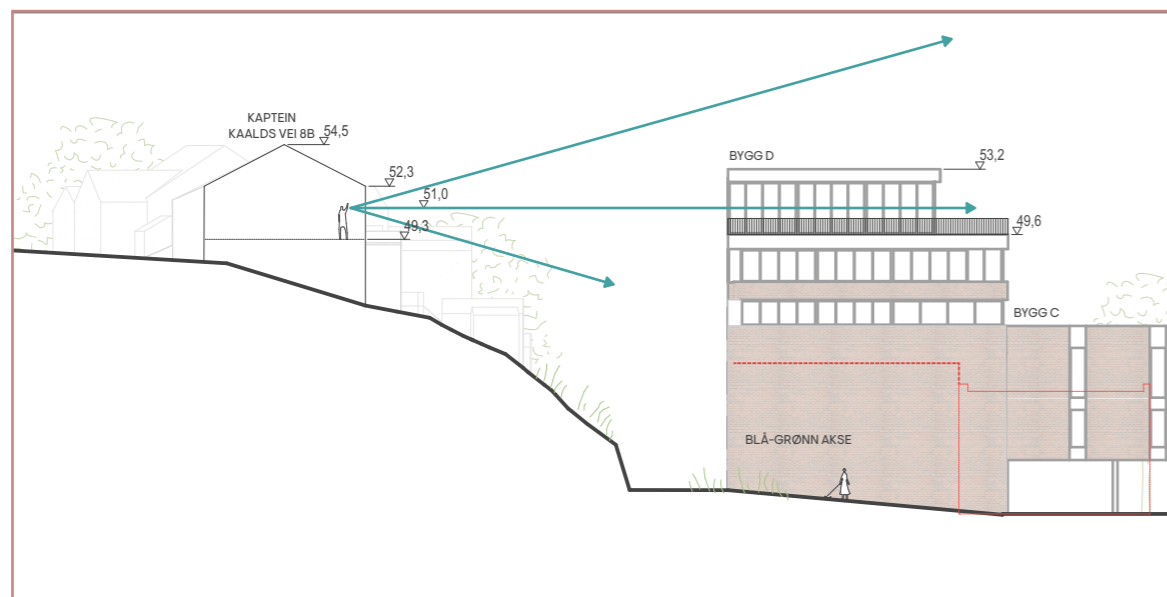 KAPTEIN
KAALDS VEI 8B
54,5
52,3
51,0
49,3
BYGG D
53,2
49,6
BYGG C
BLÅ-GRØNN AKSE